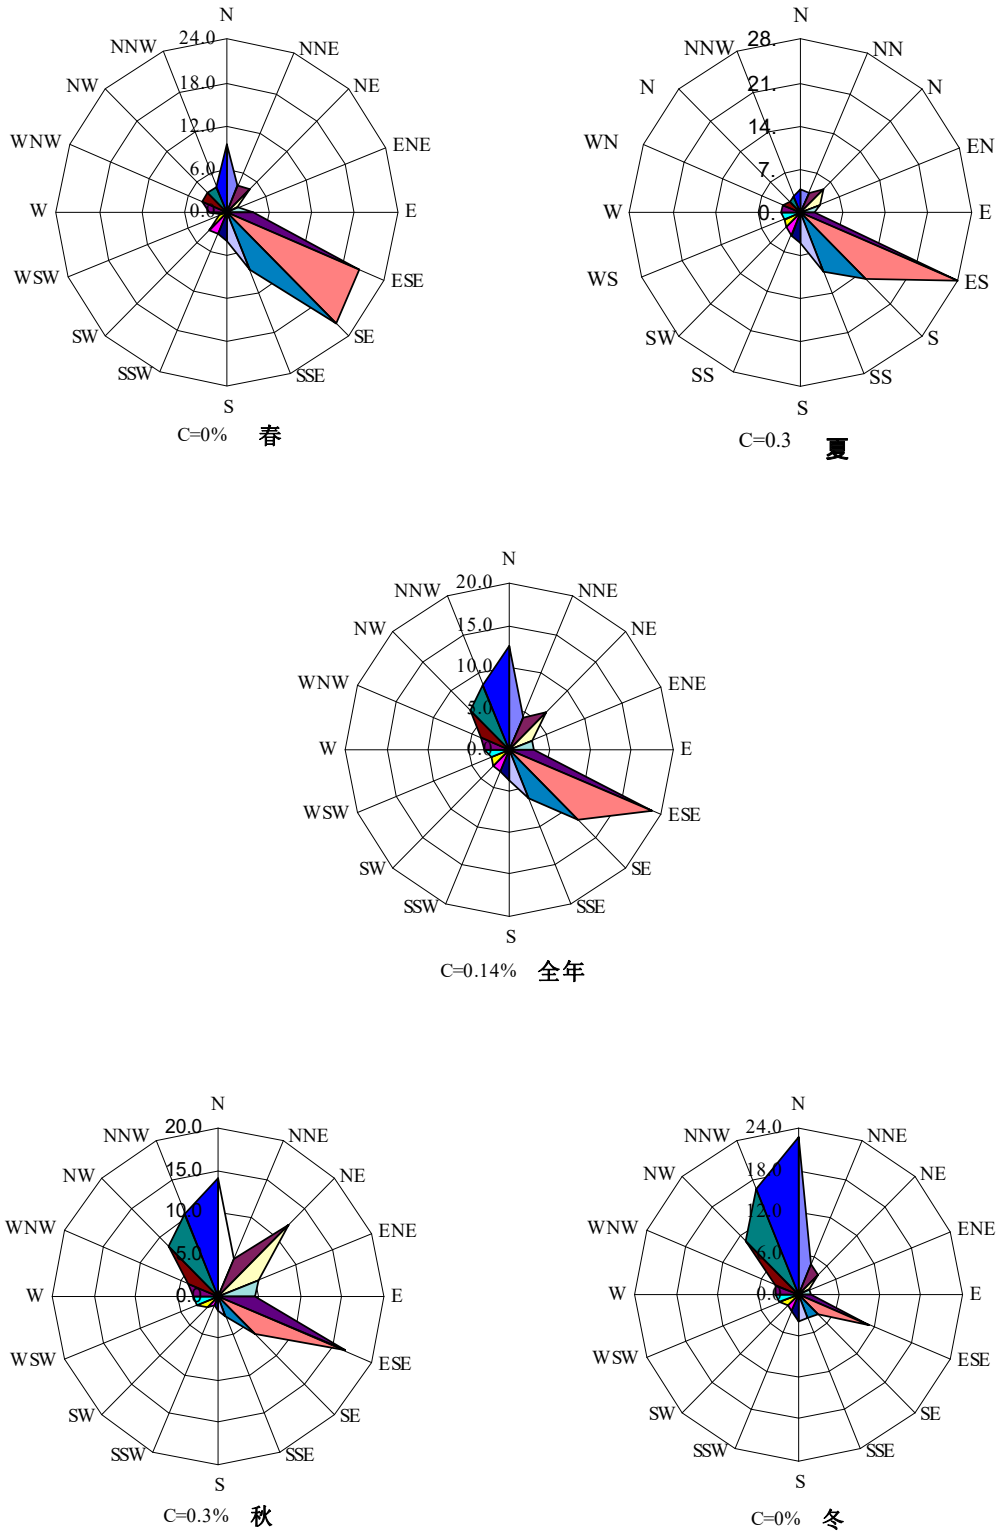 N
24.0
NNW
NNE
18.0
NW
NE
12.0
WNW
ENE
6.0
W
0.0
E
WSW
ESE
SW
SE
SSW
SSE
S
C=0% 春
N
28.
NNW
NN
21.
N
N
14.
WN
EN
7.
W
0.
E
WS
ES
SW
S
SS
SS
S
C=0.3 夏
N
20.0
NNW
NNE
15.0
NW
NE
10.0
WNW
ENE
5.0
W
0.0
E
WSW
ESE
SW
SE
SSW
SSE
S
C=0.14% 全年
N
20.0
NNW
NNE
15.0
NW
NE
10.0
WNW
ENE
5.0
W
0.0
E
WSW
ESE
SW
SE
SSW
SSE
S
C=0.3% 秋
N
24.0
NNW
NNE
18.0
NW
NE
12.0
WNW
ENE
6.0
W
0.0
E
WSW
ESE
SW
SE
SSW
SSE
S
C=0% 冬